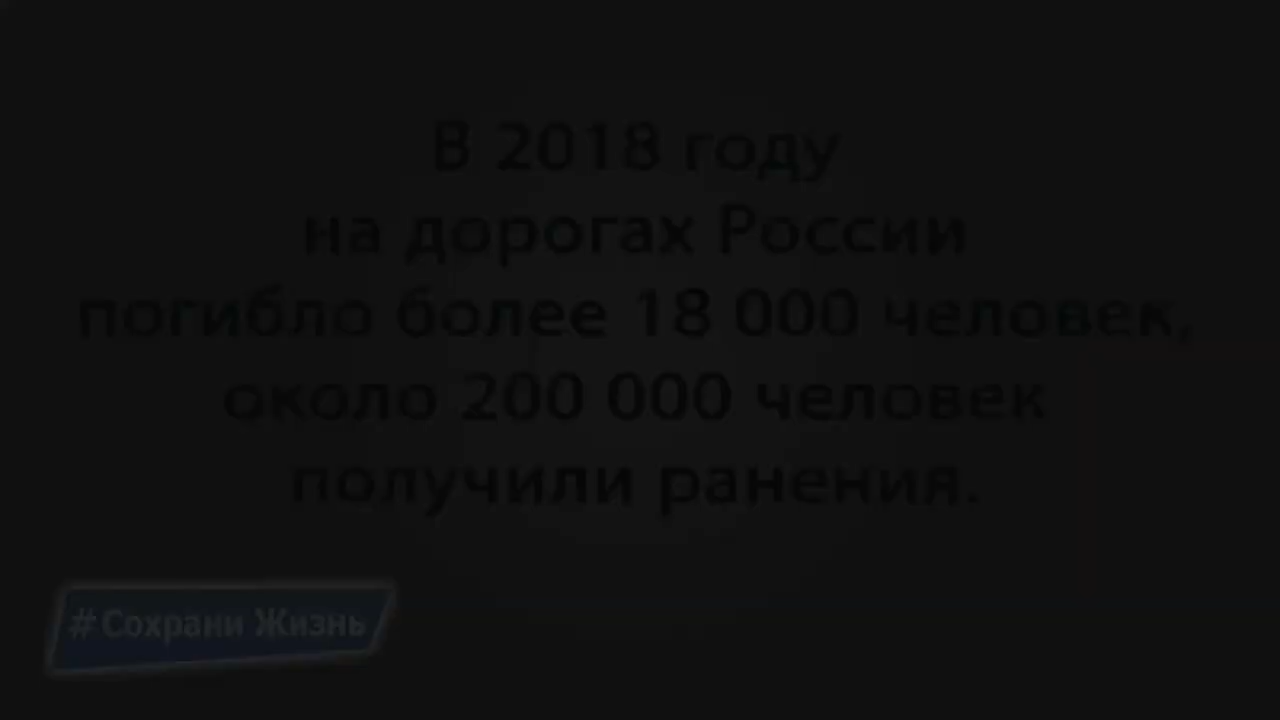 В 2018 году
на дорогах России
погибло более 18 000 человек,
около 200 000 человек
получили ранения.
#Сохрани Жизнь